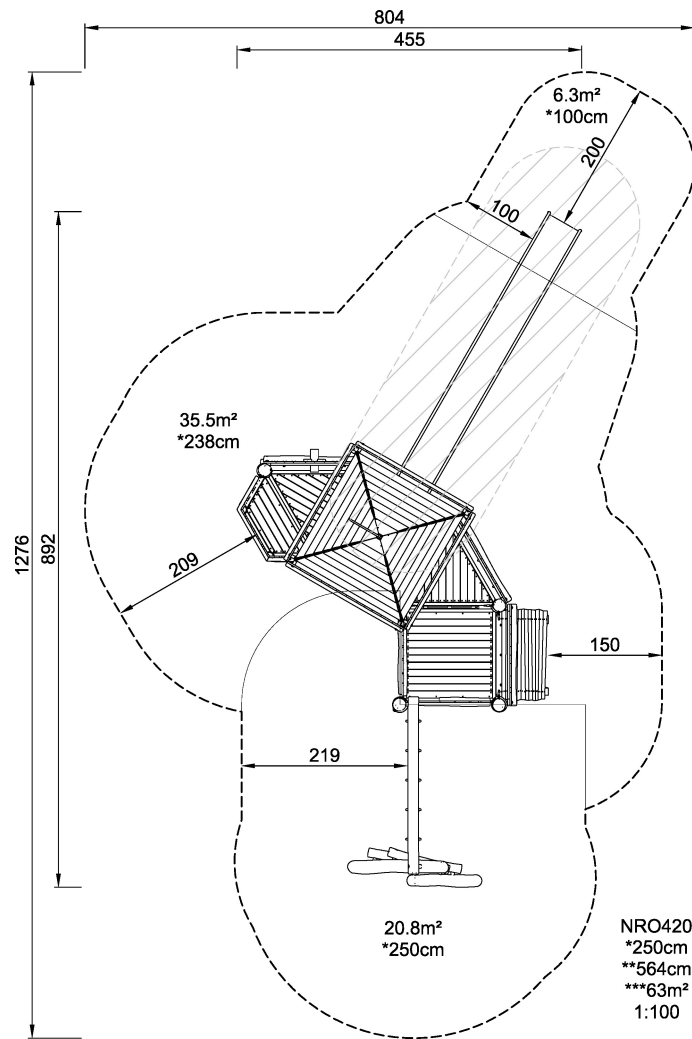 804
455
6.3m²
*100cm
200
100
35.5m²
*238cm
1276
892
209
150
219
20.8m²
*250cm
NRO420
*250cm
**564cm
***63m²
1:100